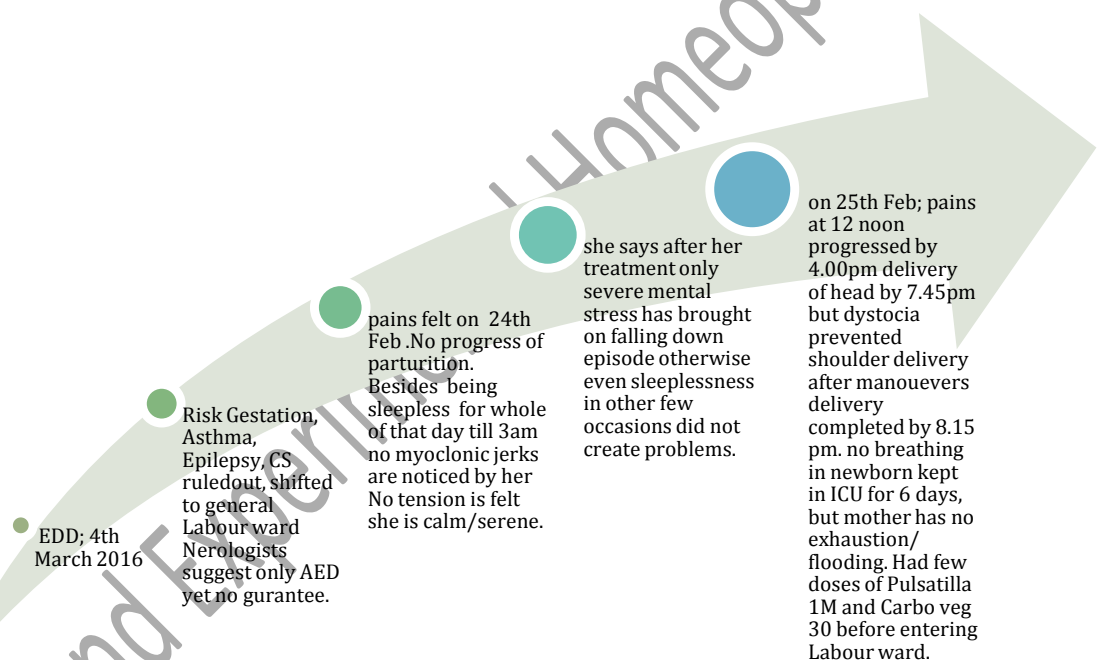 EDD; 4th
March 2016
Risk Gestation,
Asthma,
Epilepsy, CS
ruledout, shifted
to general
Labour ward
Nerologists
suggest only AED
yet no gurantee.
pains felt on 24th
Feb .No progress of
parturition.
Besides being
sleepless for whole
of that day till 3am
no myoclonic jerks
are noticed by her
No tension is felt
she is calm/serene.
she says after her
treatment only
severe mental
stress has brought
on falling down
episode otherwise
even sleeplessness
in other few
occasions did not
create problems.
on 25th Feb; pains
at 12 noon
progressed by
4.00pm delivery
of head by 7.45pm
but dystocia
prevented
shoulder delivery
after manouevers
delivery
completed by 8.15
pm. no breathing
in newborn kept
in ICU for 6 days,
but mother has no
exhaustion/
flooding. Had few
doses of Pulsatilla
1M and Carbo veg
30 before entering
Labour ward.